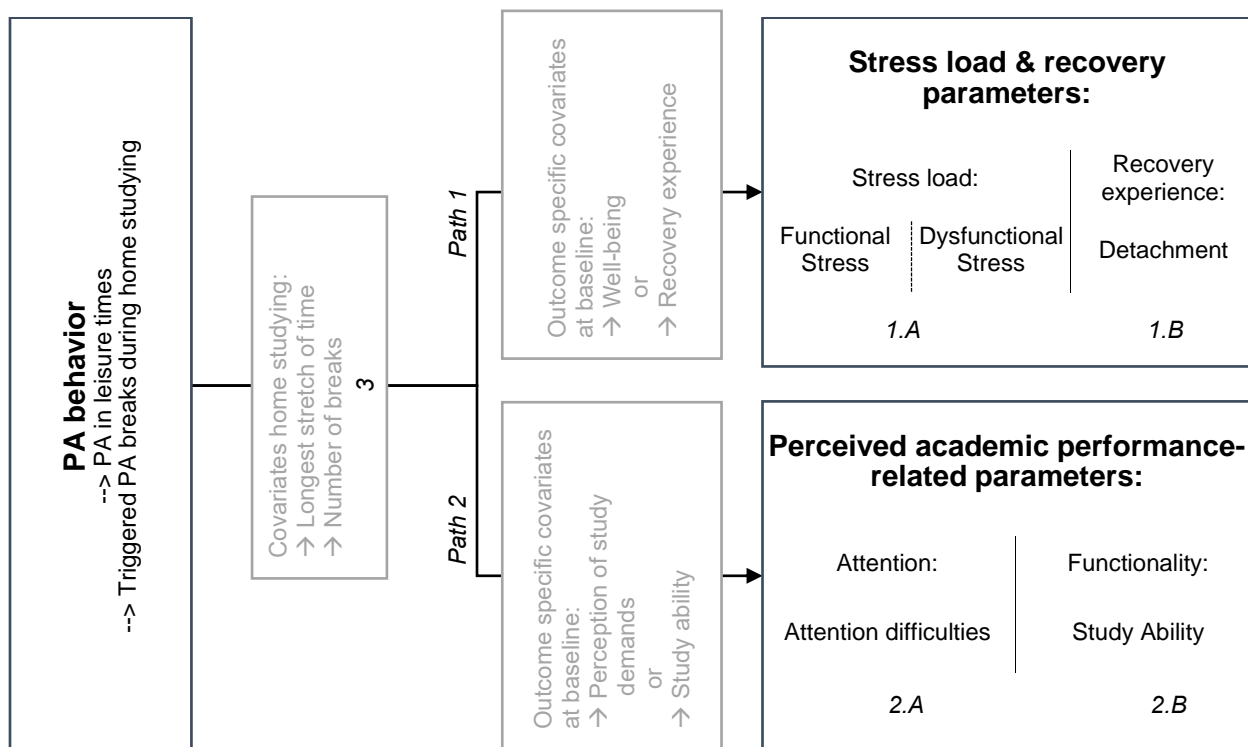 PA behavior
--> PA in leisure times
--> Triggered PA breaks during home studying
Covariates home studying:
→ Longest stretch of time
→ Number of breaks
3
Path 1
Outcome specific covariates
at baseline:
→ Well-being
or
→ Recovery experience
Stress load & recovery
parameters:
Stress load:
Functional
Stress
Dysfunctional
Stress
1.A
Recovery
experience:
Detachment
1.B
Path 2
Outcome specific covariates
at baseline:
→ Perception of study
demands
or
→ Study ability
Perceived academic performance-
related parameters:
Attention:
Attention difficulties
2.A
Functionality:
Study Ability
2.B